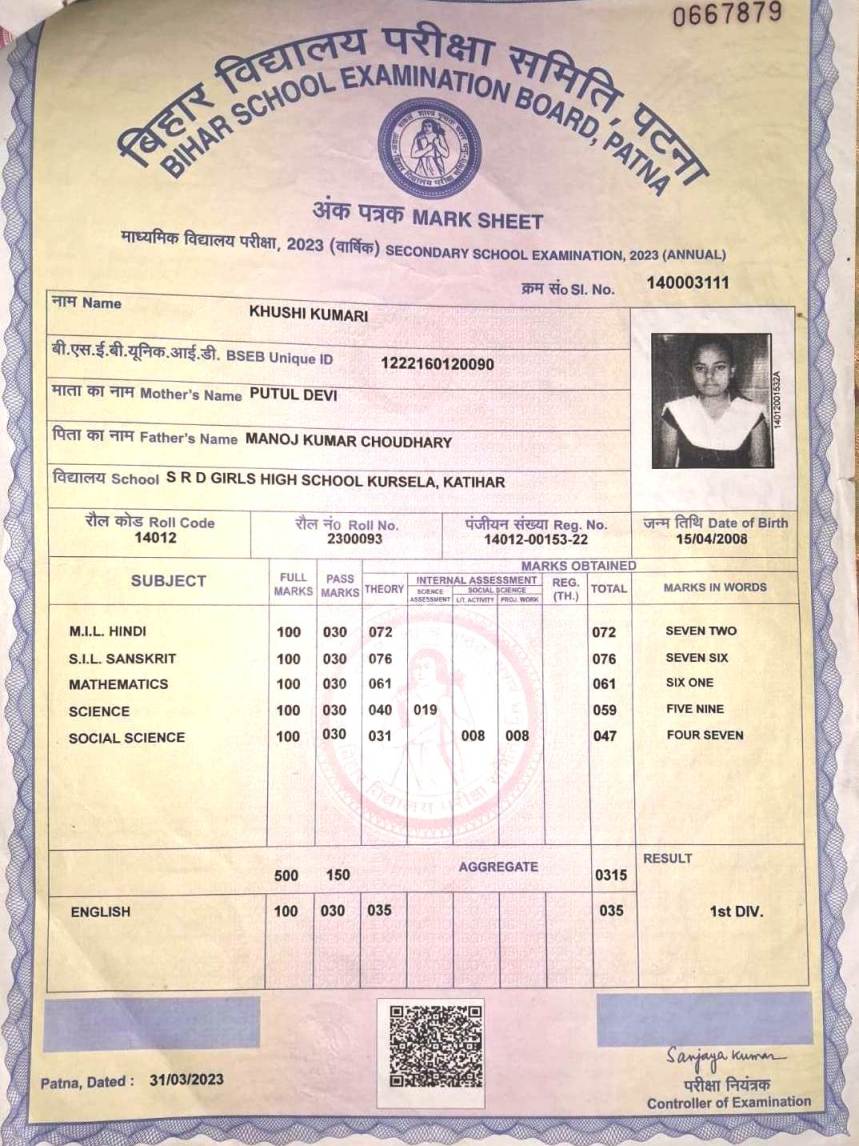 0667879
बिहार विद्यालय परीक्षा समिति, पटना
BIHAR SCHOOL EXAMINATION BOARD, PATNA
अंक पत्रक MARK SHEET
माध्यमिक विद्यालय परीक्षा, 2023 (वार्षिक) SECONDARY SCHOOL EXAMINATION, 2023 (ANNUAL)
क्रम सं० Sl. No. 140003111
नाम Name KHUSHI KUMARI
बी.एस.ई.बी.यूनिक.आई.डी. BSEB Unique ID 1222160120090
माता का नाम Mother's Name PUTUL DEVI
पिता का नाम Father's Name MANOJ KUMAR CHOUDHARY
विद्यालय School S R D GIRLS HIGH SCHOOL KURSELA, KATIHAR
14012001532A
रौल कोड Roll Code रौल नं० Roll No. पंजीयन संख्या Reg. No. जन्म तिथि Date of Birth
14012 2300093 14012-00153-22 15/04/2008
MARKS OBTAINED
SUBJECT FULL MARKS PASS MARKS THEORY INTERNAL ASSESSMENT REG. (TH.) TOTAL MARKS IN WORDS
SCIENCE ASSESSMENT SOCIAL SCIENCE
LIT. ACTIVITY PROJ. WORK
M.I.L. HINDI 100 030 072 072 SEVEN TWO
S.I.L. SANSKRIT 100 030 076 076 SEVEN SIX
MATHEMATICS 100 030 061 061 SIX ONE
SCIENCE 100 030 040 019 059 FIVE NINE
SOCIAL SCIENCE 100 030 031 008 008 047 FOUR SEVEN
500 150 AGGREGATE 0315 RESULT
ENGLISH 100 030 035 035 1st DIV.
Patna, Dated : 31/03/2023
Sanjaya Kumar
परीक्षा नियंत्रक
Controller of Examination